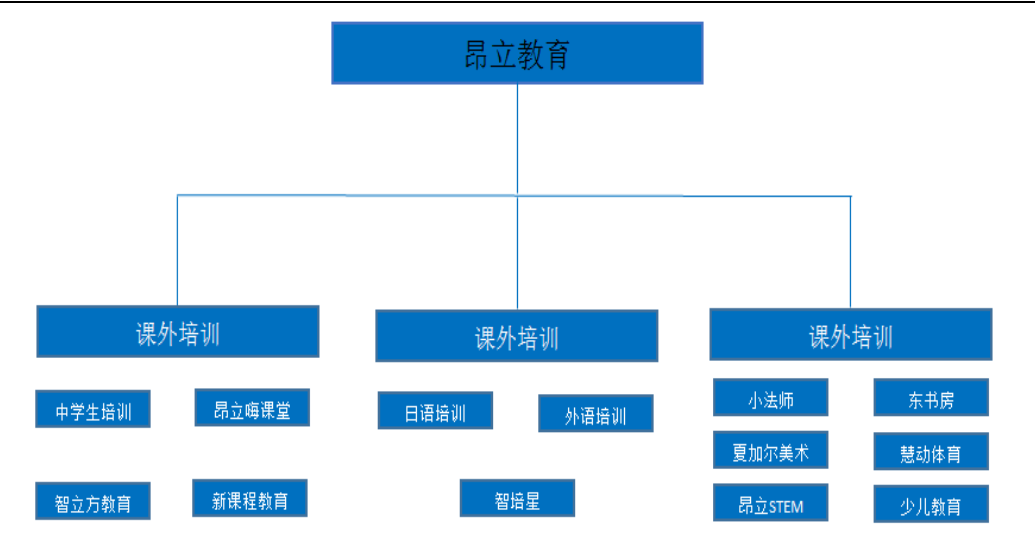 昂立教育
课外培训
课外培训
课外培训
中学生培训
昂立嗨课堂
智立方教育
新课程教育
日语培训
外语培训
智培星
小法师
东书房
夏加尔美术
慧动体育
昂立STEM
少儿教育